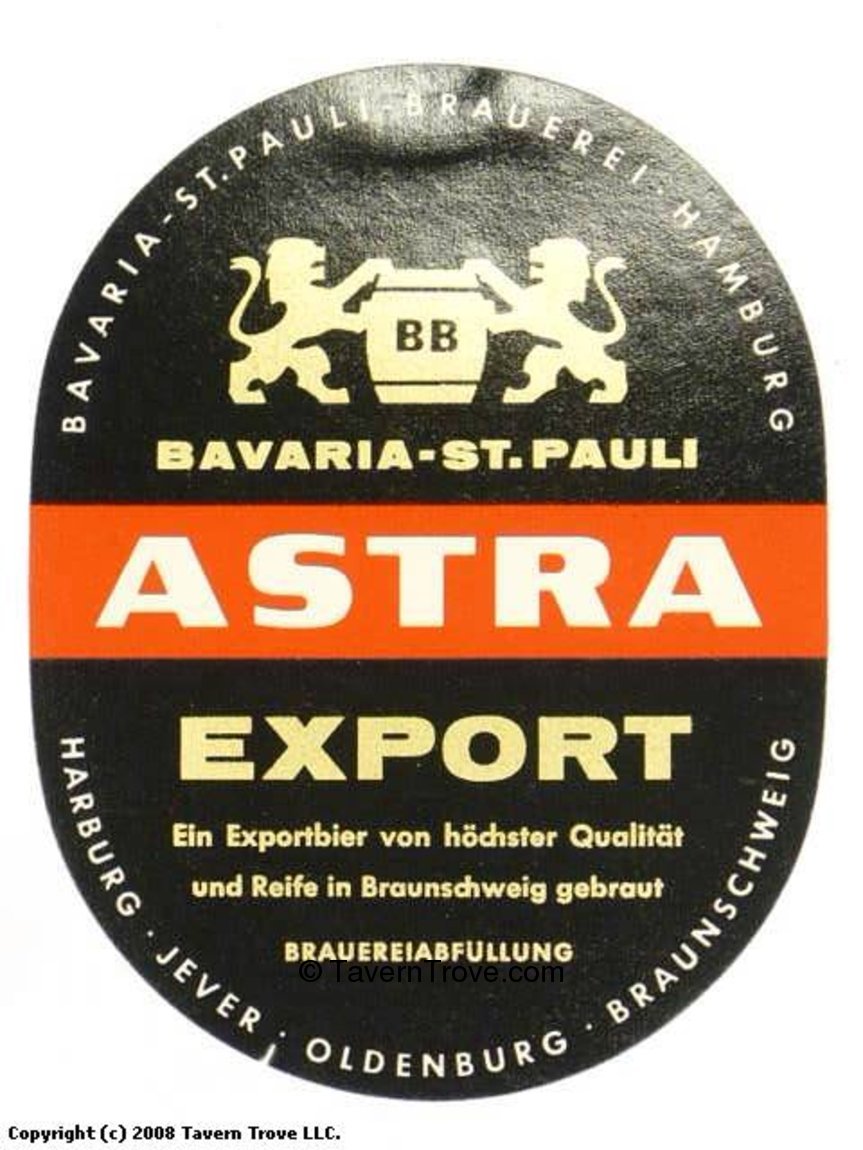 BAVARIA-ST.PAULI-BRAUEREI · HAMBURG
BB
BAVARIA-ST.PAULI
ASTRA
EXPORT
Ein Exportbier von höchster Qualität
und Reife in Braunschweig gebraut
BRAUEREIABFÜLLUNG
© TavernTrove.com
HARBURG · JEVER · OLDENBURG · BRAUNSCHWEIG
Copyright (c) 2008 Tavern Trove LLC.